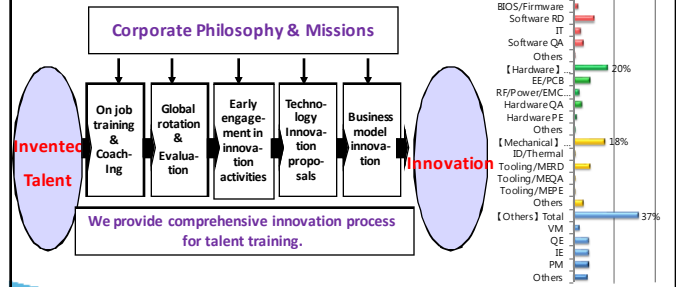 Corporate Philosophy & Missions
Invented
Talent
On job
training
&
Coach-
Ing
Global
rotation
&
Evalua-
tion
Early
engage-
ment in
innova-
tion
activities
Techno-
logy
Innova-
tion
propo-
sals
Business
model
innova-
tion
Innovation
We provide comprehensive innovation process
for talent training.
BIOS/Firmware
Software RD
IT
Software QA
Others
【Hardware】... 20%
EE/PCB
RF/Power/EMC...
Hardware QA
Hardware PE
Others
【Mechanical】... 18%
ID/Thermal
Tooling/MERD
Tooling/MEQA
Tooling/MEPE
Others
【Others】Total 37%
VM
QE
IE
PM
Others